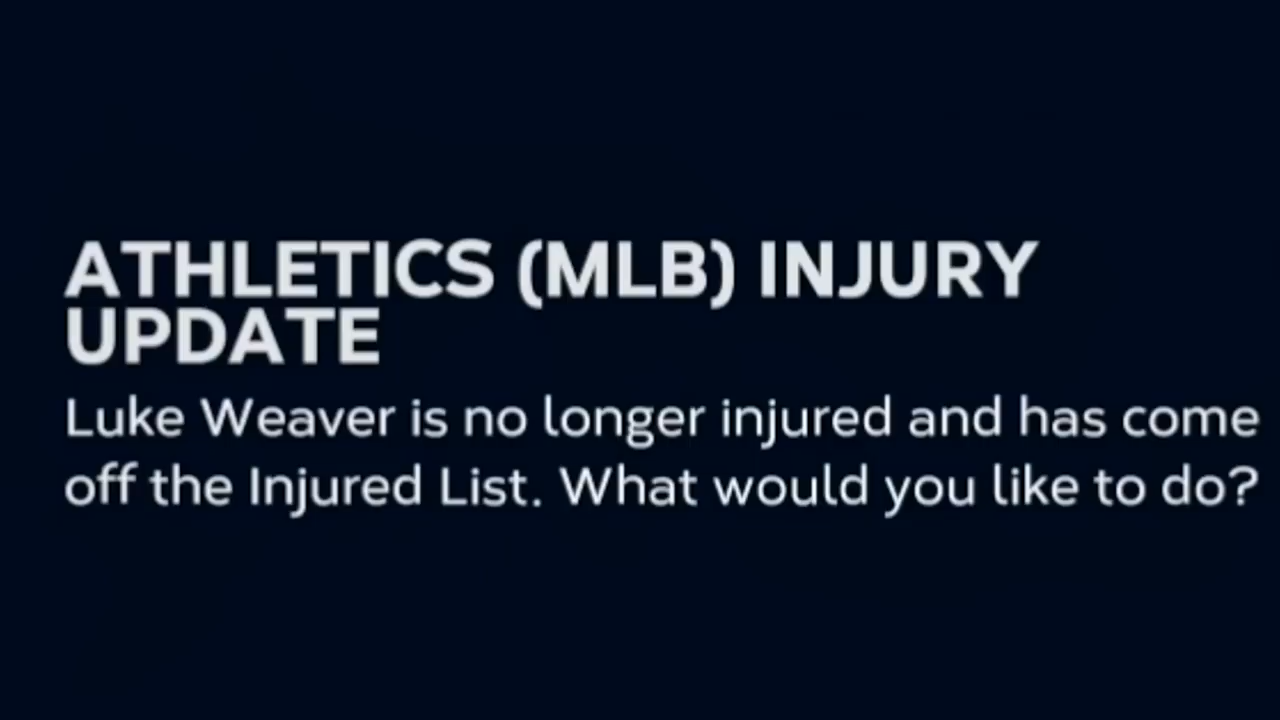 ATHLETICS (MLB) INJURY
UPDATE
Luke Weaver is no longer injured and has come
off the Injured List. What would you like to do?